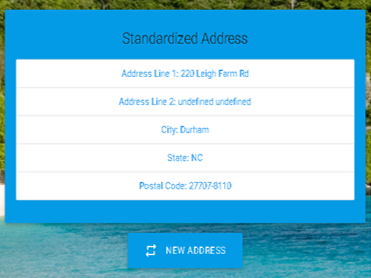 Standardized Address
Address Line 1: 220 Leigh Farm Rd
Address Line 2: undefined undefined
City: Durham
State: NC
Postal Code: 27707-8110
NEW ADDRESS